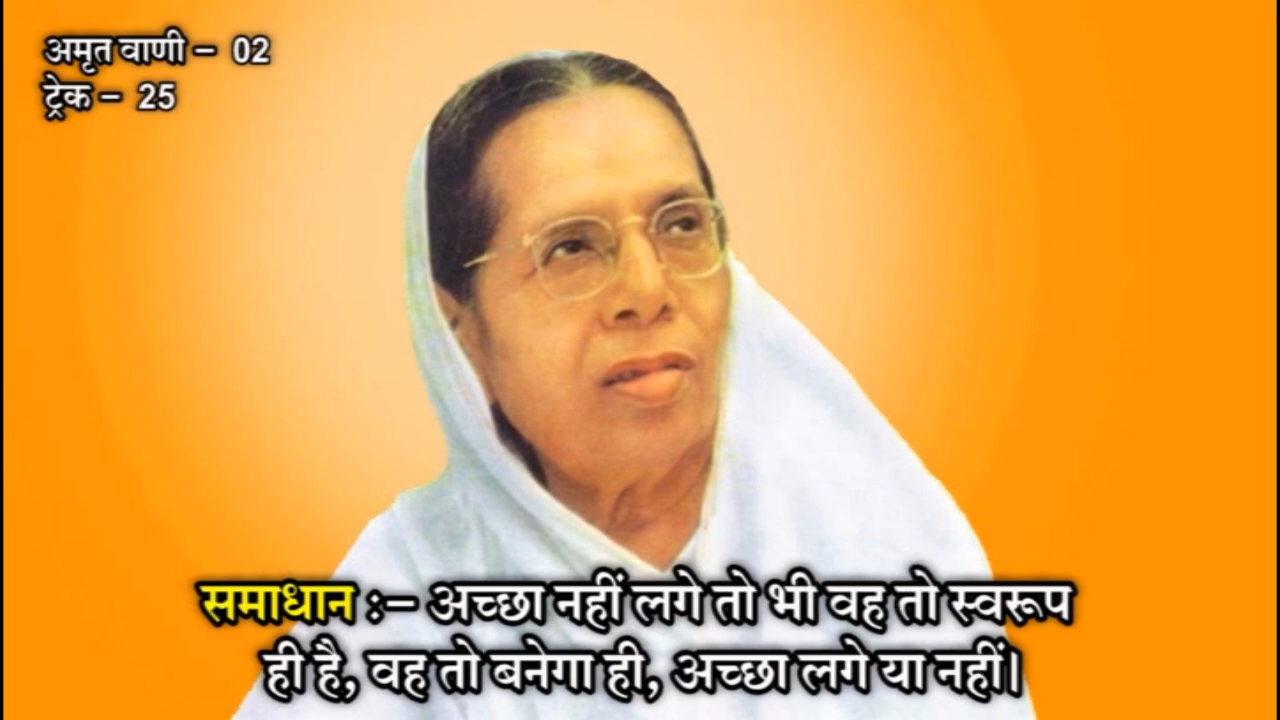 अमृत वाणी – 02
ट्रेक – 25
समाधान :– अच्छा नहीं लगे तो भी वह तो स्वरूप
ही है, वह तो बनेगा ही, अच्छा लगे या नहीं।